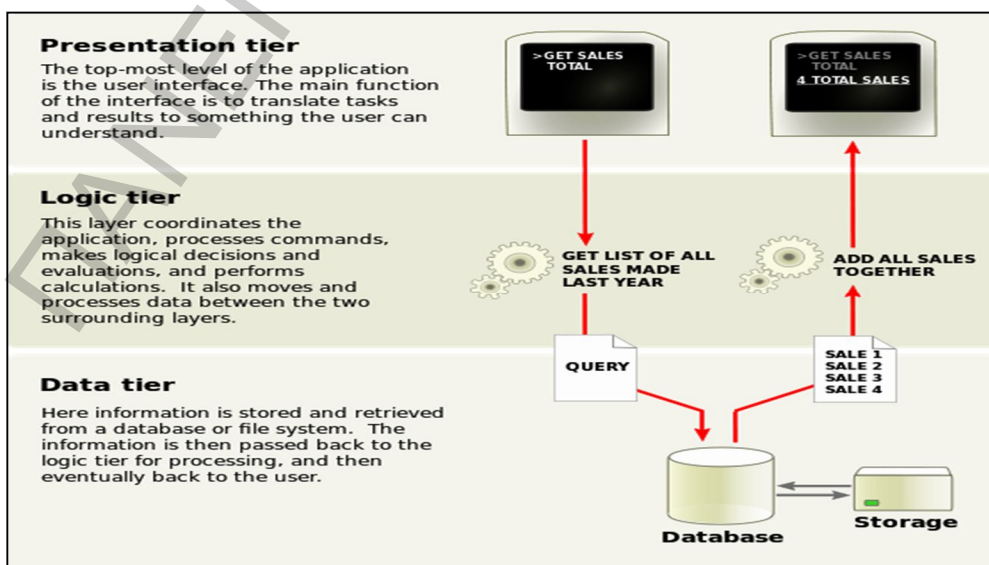 Presentation tier
The top-most level of the application
is the user interface. The main function
of the interface is to translate tasks
and results to something the user can
understand.
>GET SALES
TOTAL
>GET SALES
TOTAL
4 TOTAL SALES
Logic tier
This layer coordinates the
application, processes commands,
makes logical decisions and
evaluations, and performs
calculations. It also moves and
processes data between the two
surrounding layers.
GET LIST OF ALL
SALES MADE
LAST YEAR
ADD ALL SALES
TOGETHER
QUERY
SALE 1
SALE 2
SALE 3
SALE 4
Data tier
Here information is stored and retrieved
from a database or file system. The
information is then passed back to the
logic tier for processing, and then
eventually back to the user.
Database
Storage